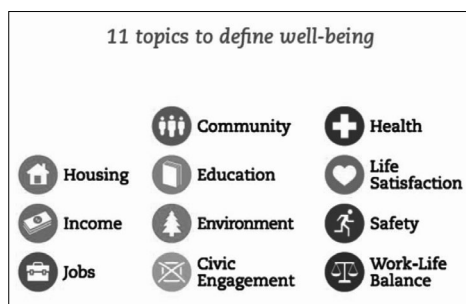 11 topics to define well-being
Housing
Income
Jobs
Community
Education
Environment
Civic
Engagement
Health
Life
Satisfaction
Safety
Work-Life
Balance